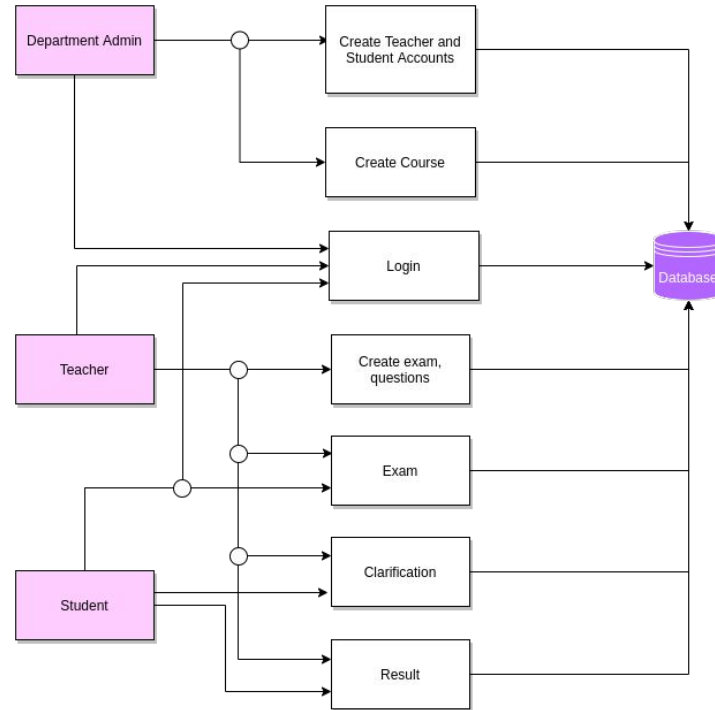 Department Admin
Create Teacher and
Student Accounts
Create Course
Login
Database
Teacher
Create exam,
questions
Exam
Clarification
Student
Result